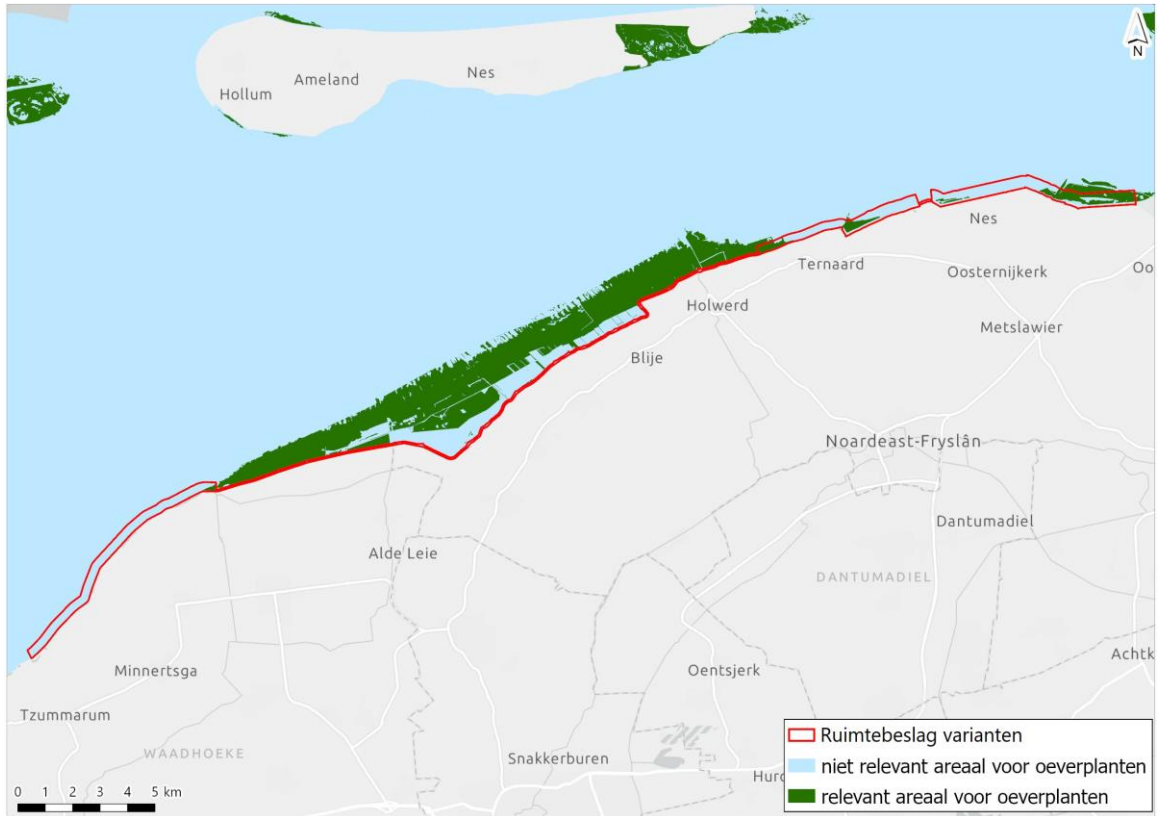 N
Ameland
Nes
Hollum
Nes
Ternaard
Oosternijkerk
Oo
Holwerd
Metslawier
Blije
Noardeast-Fryslân
Dantumadiel
Alde Leie
DANTUMADIEL
Achtk
Minnertsga
Oentsjerk
Tzummarum
WAADHOEKE
Snakkerburen
Hurd
Ruimtebeslag varianten
niet relevant areaal voor oeverplanten
relevant areaal voor oeverplanten
0 1 2 3 4 5 km